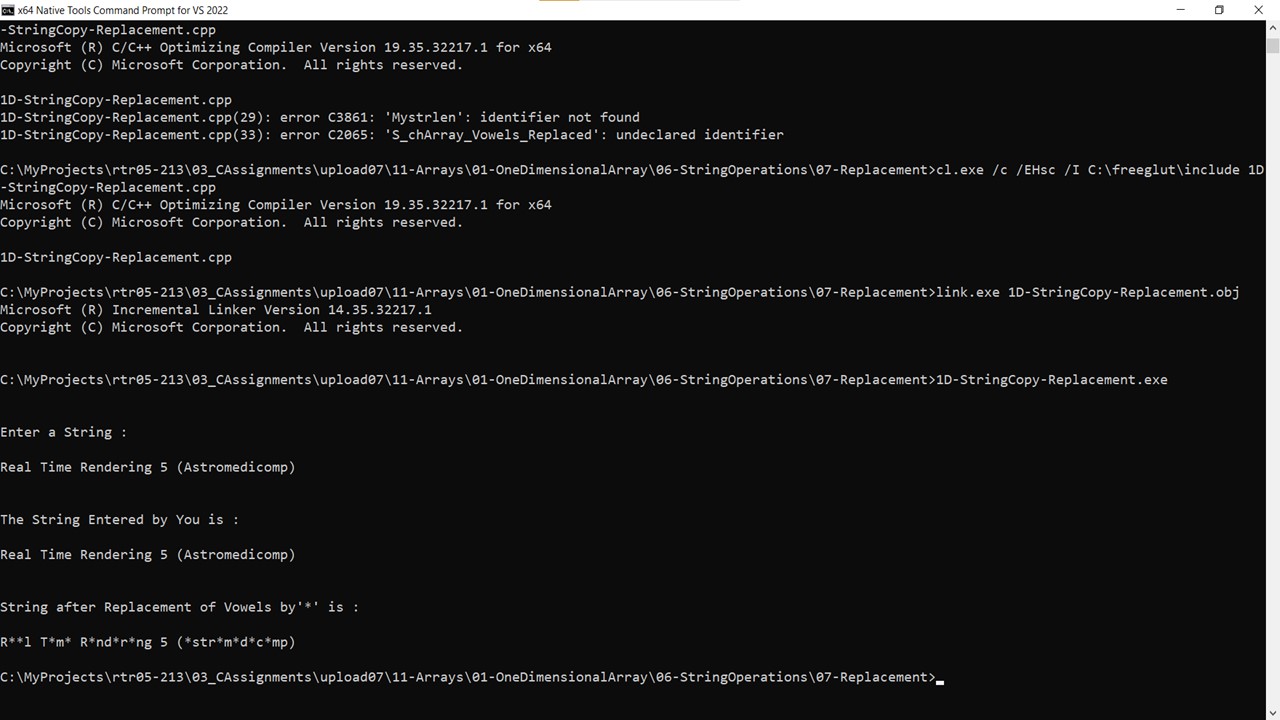 x64 Native Tools Command Prompt for VS 2022
-StringCopy-Replacement.cpp
Microsoft (R) C/C++ Optimizing Compiler Version 19.35.32217.1 for x64
Copyright (C) Microsoft Corporation.  All rights reserved.
1D-StringCopy-Replacement.cpp
1D-StringCopy-Replacement.cpp(29): error C3861: 'Mystrlen': identifier not found
1D-StringCopy-Replacement.cpp(33): error C2065: 'S_chArray_Vowels_Replaced': undeclared identifier
C:\MyProjects\rtr05-213\03_CAssignments\upload07\11-Arrays\01-OneDimensionalArray\06-StringOperations\07-Replacement>cl.exe /c /EHsc /I C:\freeglut\include 1D
-StringCopy-Replacement.cpp
Microsoft (R) C/C++ Optimizing Compiler Version 19.35.32217.1 for x64
Copyright (C) Microsoft Corporation.  All rights reserved.
1D-StringCopy-Replacement.cpp
C:\MyProjects\rtr05-213\03_CAssignments\upload07\11-Arrays\01-OneDimensionalArray\06-StringOperations\07-Replacement>link.exe 1D-StringCopy-Replacement.obj
Microsoft (R) Incremental Linker Version 14.35.32217.1
Copyright (C) Microsoft Corporation.  All rights reserved.
C:\MyProjects\rtr05-213\03_CAssignments\upload07\11-Arrays\01-OneDimensionalArray\06-StringOperations\07-Replacement>1D-StringCopy-Replacement.exe
Enter a String :
Real Time Rendering 5 (Astromedicomp)
The String Entered by You is :
Real Time Rendering 5 (Astromedicomp)
String after Replacement of Vowels by'*' is :
R**l T*m* R*nd*r*ng 5 (*str*m*d*c*mp)
C:\MyProjects\rtr05-213\03_CAssignments\upload07\11-Arrays\01-OneDimensionalArray\06-StringOperations\07-Replacement>